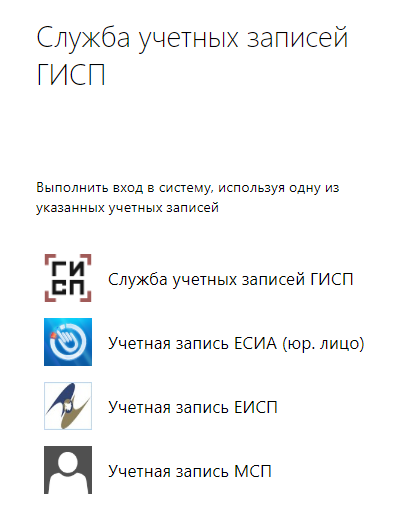 Служба учетных записей
ГИСП
Выполнить вход в систему, используя одну из
указанных учетных записей
ГИ
СП
Служба учетных записей ГИСП
Учетная запись ЕСИА (юр. лицо)
Учетная запись ЕИСП
Учетная запись МСП